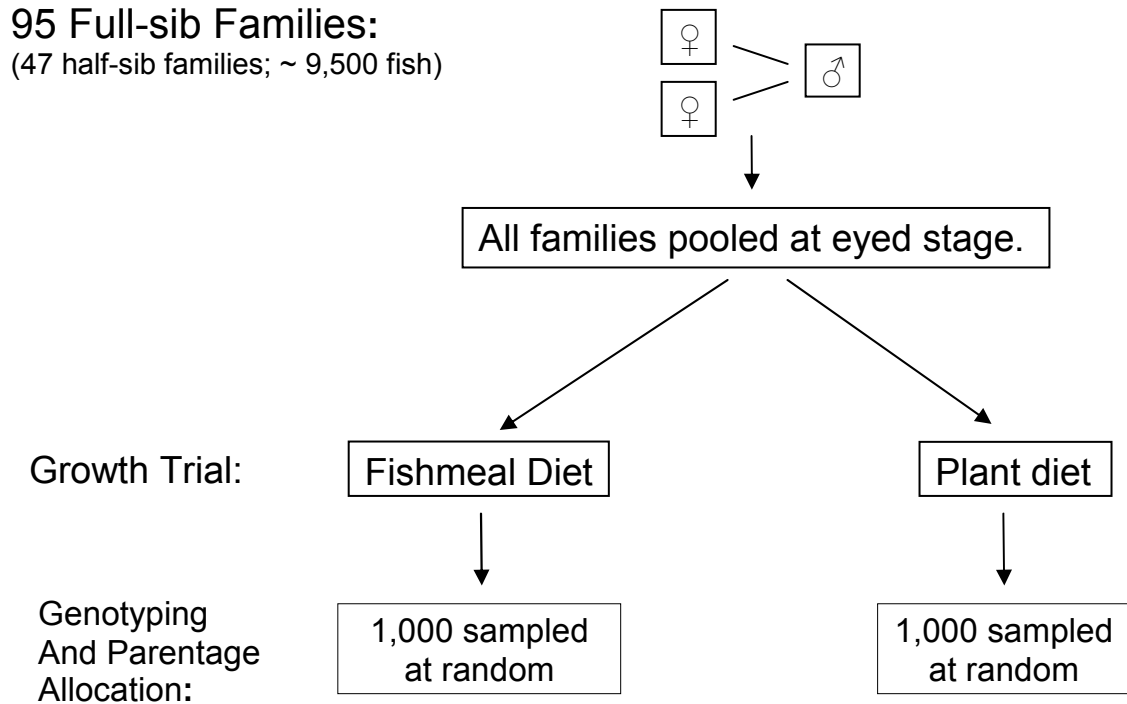 95 Full-sib Families:
(47 half-sib families; ~ 9,500 fish)
♀
♂
♀
All families pooled at eyed stage.
Growth Trial:
Fishmeal Diet
Plant diet
Genotyping
And Parentage
Allocation:
1,000 sampled
at random
1,000 sampled
at random